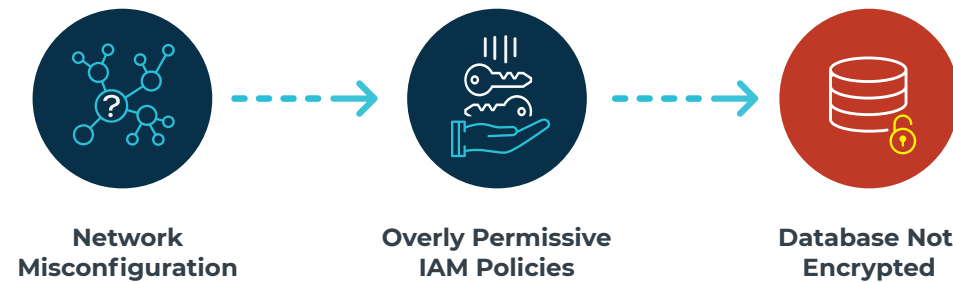 ?
Network
Misconfiguration
Overly Permissive
IAM Policies
Database Not
Encrypted